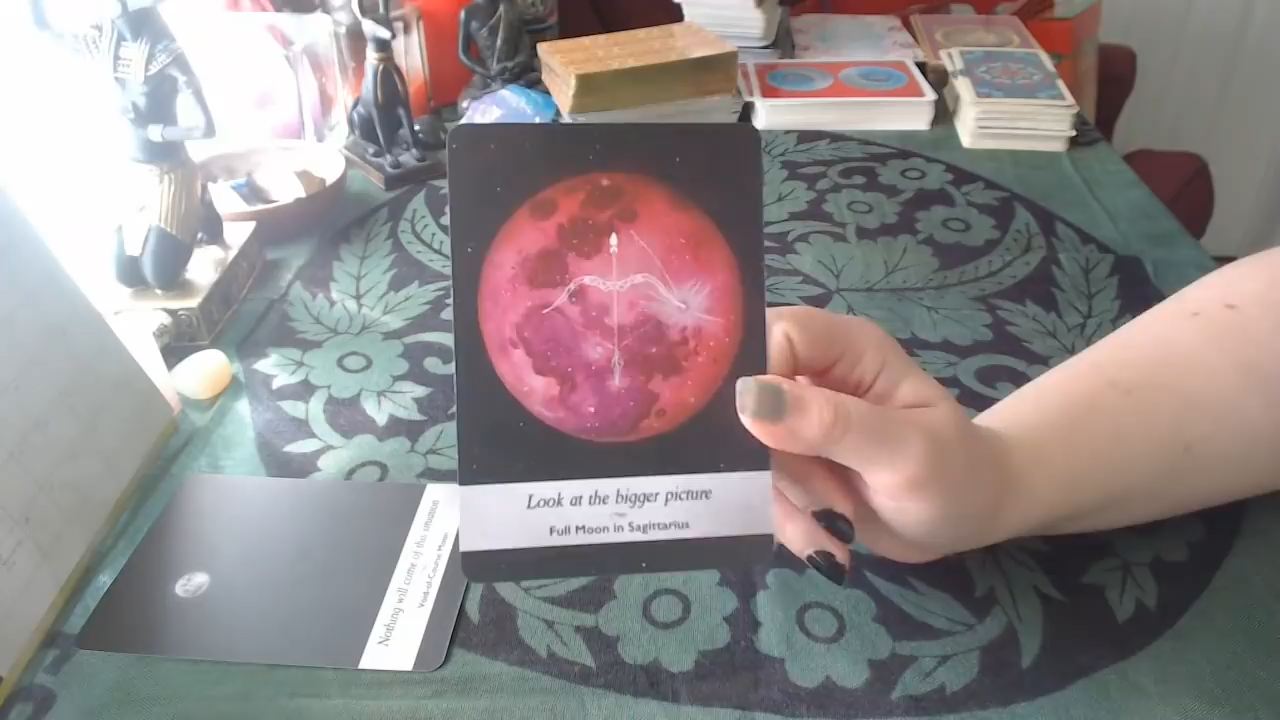 Look at the bigger picture
Full Moon in Sagittarius
Nothing will come of this situation
Void-of-Course Moon